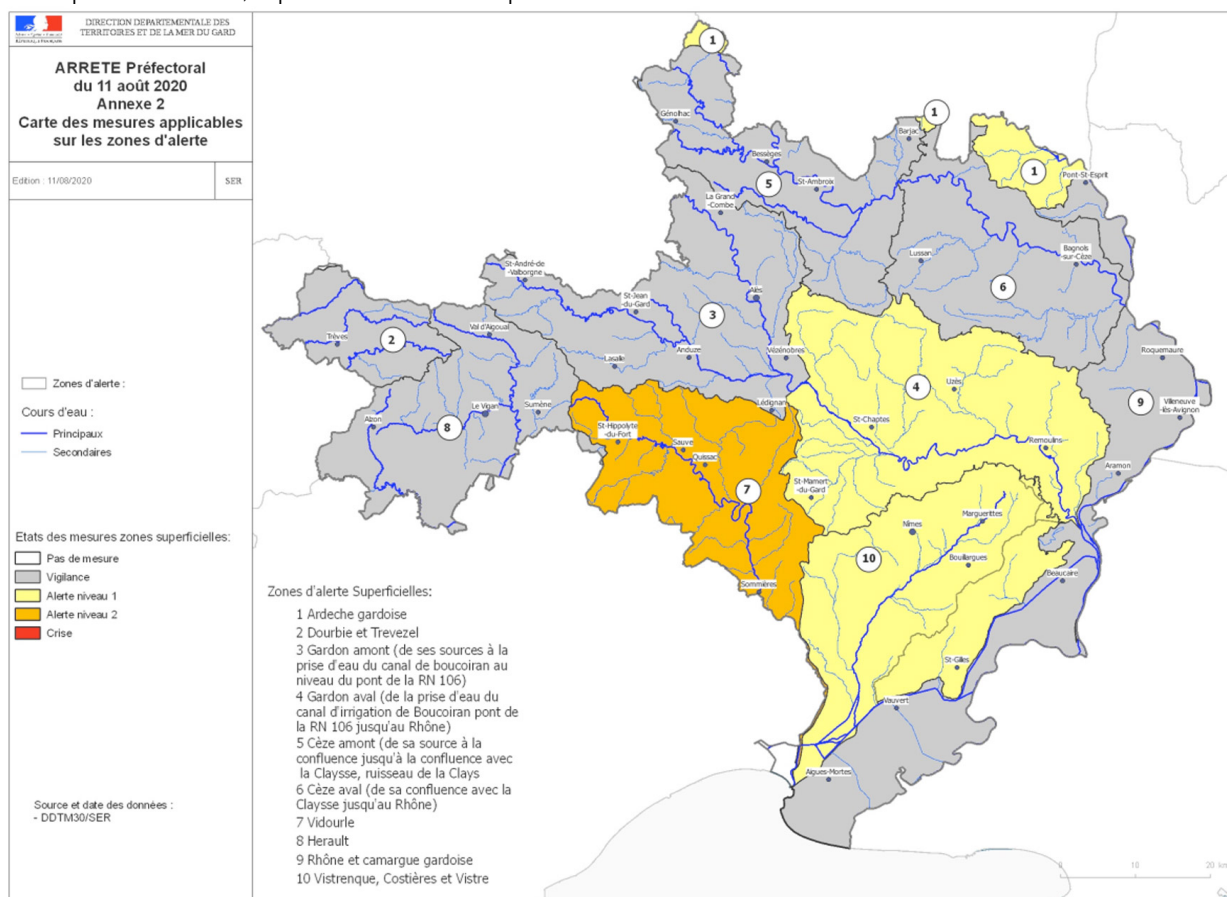 DIRECTION DEPARTEMENTALE DES
TERRITOIRES ET DE LA MER DU GARD
ARRETE Préfectoral
du 11 août 2020
Annexe 2
Carte des mesures applicables
sur les zones d'alerte
Edition : 11/08/2020
SER
Zones d'alerte :
Cours d'eau :
Principaux
Secondaires
Etats des mesures zones superficielles:
Pas de mesure
Vigilance
Alerte niveau 1
Alerte niveau 2
Crise
Source et date des données :
- DDTM30/SER
Zones d'alerte Superficielles:
1 Ardeche gardoise
2 Dourbie et Trevezel
3 Gardon amont (de ses sources à la
prise d'eau du canal de boucoiran au
niveau du pont de la RN 106)
4 Gardon aval (de la prise d'eau du
canal d'irrigation de Boucoiran pont de
la RN 106 jusqu'au Rhône)
5 Cèze amont (de sa source à la
confluence jusqu'à la confluence avec
la Claysse, ruisseau de la Clays
6 Cèze aval (de sa confluence avec la
Claysse jusqu'au Rhône)
7 Vidourle
8 Herault
9 Rhône et camargue gardoise
10 Vistrenque, Costières et Vistre
1
Génolhac
1
Barjac
Bessèges
5
St-Ambroix
1
Pont-St-Esprit
La Grand
-Combe
Lussan
Bagnols
-sur-Cèze
6
St-André-de
-Valborgne
St-Jean
-du-Gard
Alès
3
Val d'Aigoual
Trèves
2
Lasalle
Anduze
Vézénobres
Roquemaure
4
Uzès
9
Villeneuve
-lès-Avignon
Alzon
Le Vigan
8
Sumène
Lédignan
St-Hippolyte
-du-Fort
Sauve
Quissac
St-Chaptes
Remoulins
Aramon
7
St-Mamert
-du-Gard
Marguerittes
Nîmes
10
Bouillargues
Beaucaire
Sommières
St-Gilles
Vauvert
Aigues-Mortes
0
10
20 km